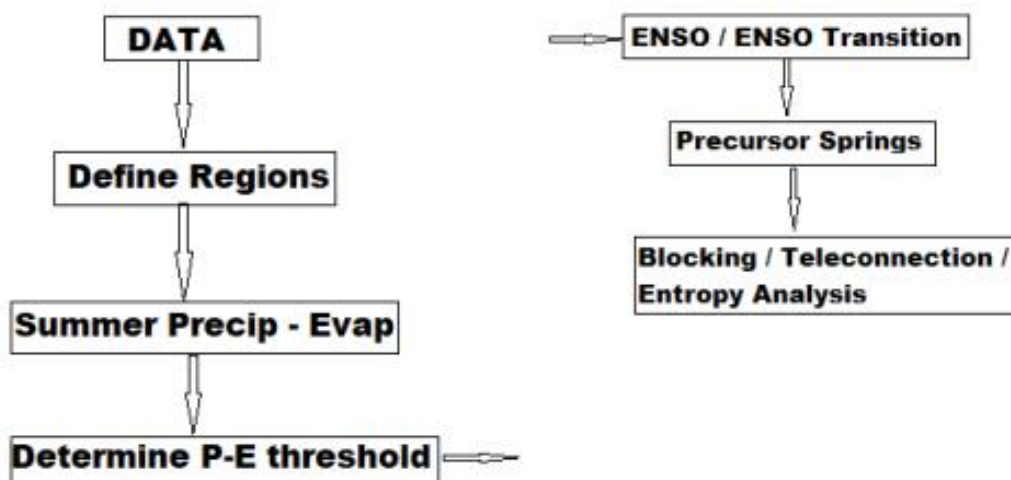 DATA
Define Regions
Summer Precip - Evap
Determine P-E threshold
ENSO / ENSO Transition
Precursor Springs
Blocking / Teleconnection /
Entropy Analysis